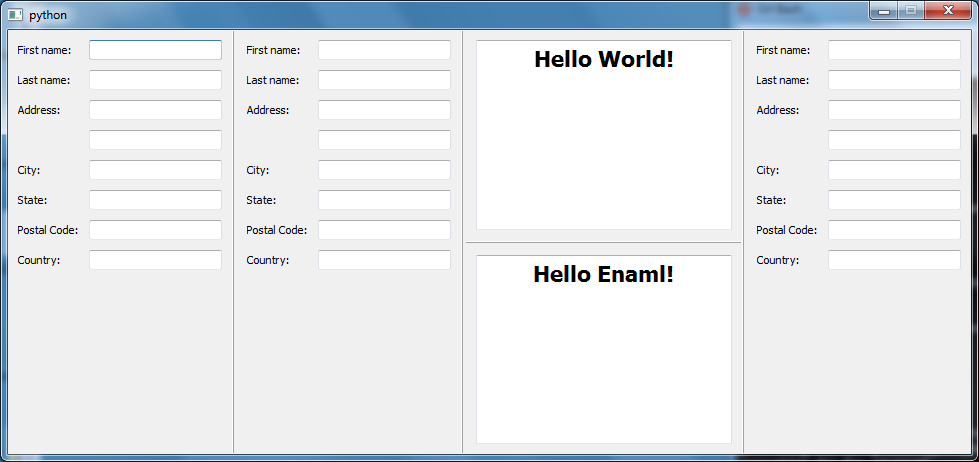 python
First name:
Last name:
Address:
City:
State:
Postal Code:
Country:
First name:
Last name:
Address:
City:
State:
Postal Code:
Country:
Hello World!
Hello Enaml!
First name:
Last name:
Address:
City:
State:
Postal Code:
Country: